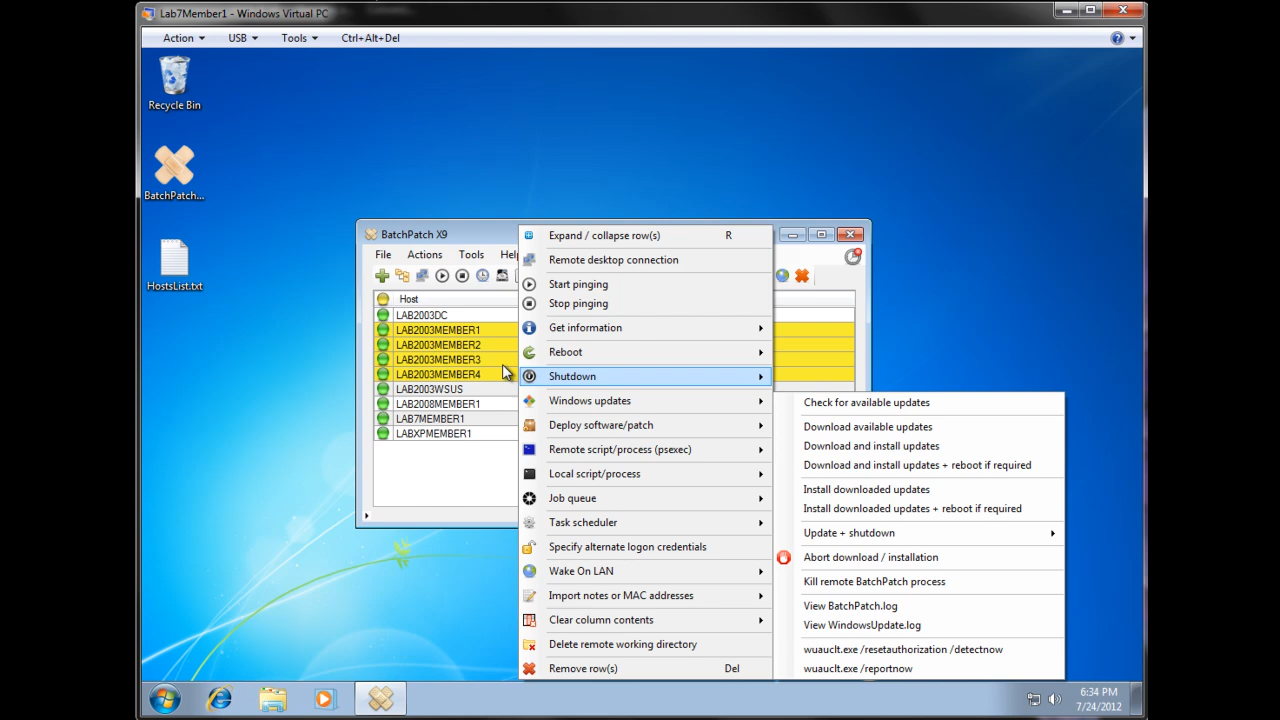 Lab7Member1 - Windows Virtual PC
Action USB Tools Ctrl+Alt+Del
Recycle Bin
BatchPatch...
HostsList.txt
BatchPatch X9
File Actions Tools Hel
Host
LAB2003DC
LAB2003MEMBER1
LAB2003MEMBER2
LAB2003MEMBER3
LAB2003MEMBER4
LAB2003WSUS
LAB2008MEMBER1
LAB7MEMBER1
LABXPMEMBER1
Expand / collapse row(s) R
Remote desktop connection
Start pinging
Stop pinging
Get information
Reboot
Shutdown
Windows updates
Deploy software/patch
Remote script/process (psexec)
Local script/process
Job queue
Task scheduler
Specify alternate logon credentials
Wake On LAN
Import notes or MAC addresses
Clear column contents
Delete remote working directory
Remove row(s) Del
Check for available updates
Download available updates
Download and install updates
Download and install updates + reboot if required
Install downloaded updates
Install downloaded updates + reboot if required
Update + shutdown
Abort download / installation
Kill remote BatchPatch process
View BatchPatch.log
View WindowsUpdate.log
wuauclt.exe /resetauthorization /detectnow
wuauclt.exe /reportnow
6:34 PM
7/24/2012